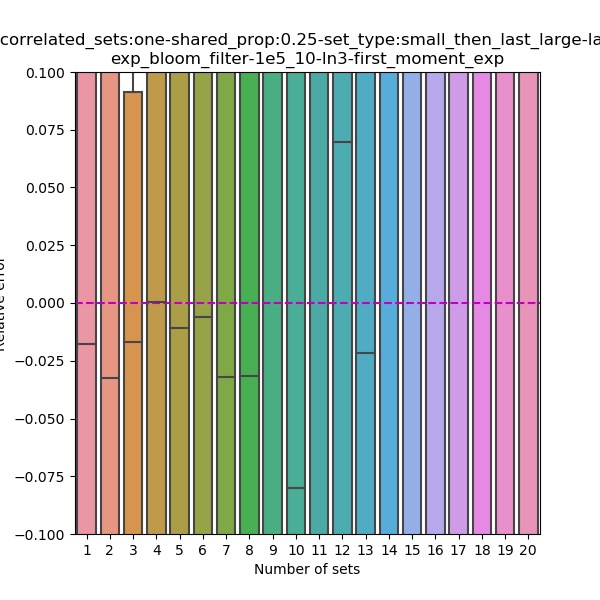 correlated_sets:one-shared_prop:0.25-set_type:small_then_last_large-la
exp_bloom_filter-1e5_10-ln3-first_moment_exp
0.100
0.075
0.050
0.025
0.000
−0.025
−0.050
−0.075
−0.100
Relative error
1 2 3 4 5 6 7 8 9 10 11 12 13 14 15 16 17 18 19 20
Number of sets